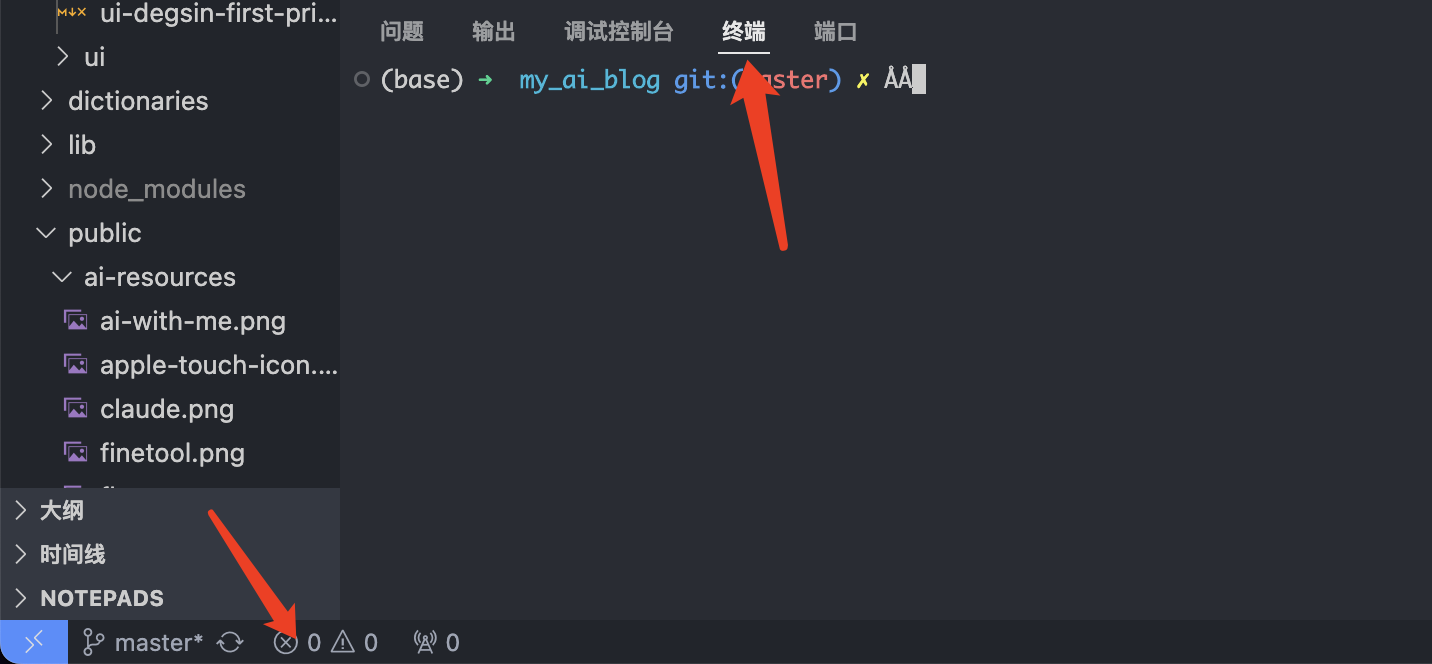 ui-degsin-first-pri...
ui
dictionaries
lib
node_modules
public
ai-resources
ai-with-me.png
apple-touch-icon....
claude.png
finetool.png
大纲
时间线
NOTEPADS
问题 输出 调试控制台 终端 端口
(base) ➜ my_ai_blog git:( aster) ✗ ÅÅ
master* 0 0 0